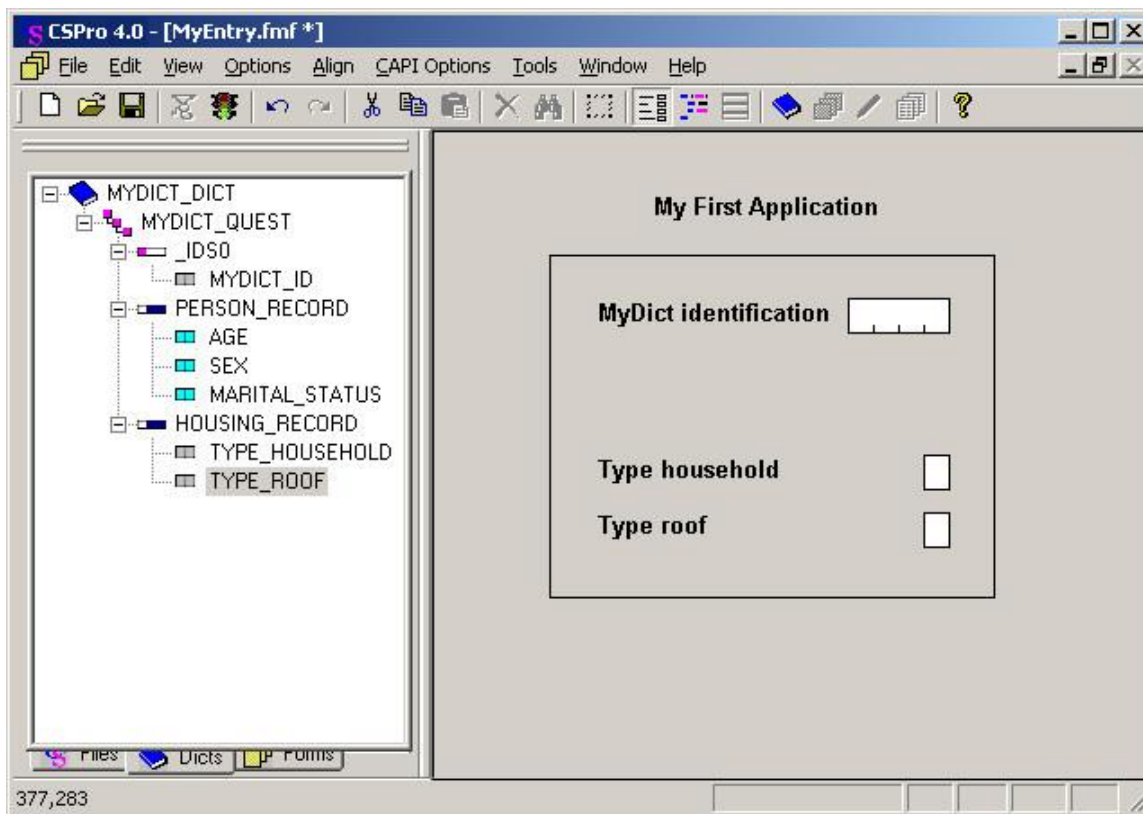 CSPro 4.0 - [MyEntry.fmf *]
File Edit View Options Align CAPI Options Tools Window Help
MYDICT_DICT
MYDICT_QUEST
_IDS0
MYDICT_ID
PERSON_RECORD
AGE
SEX
MARITAL_STATUS
HOUSING_RECORD
TYPE_HOUSEHOLD
TYPE_ROOF
Files Dicts Forms
My First Application
MyDict identification
Type household
Type roof
377,283